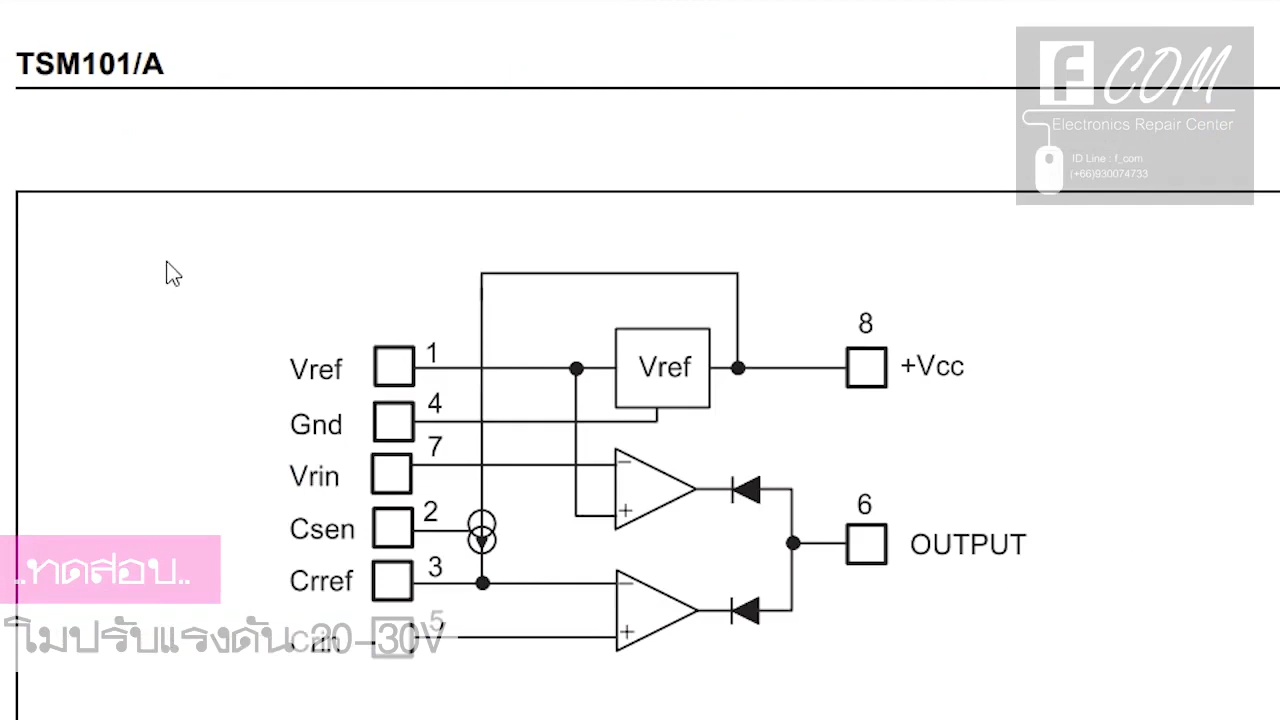 TSM101/A
f COM
Electronics Repair Center
ID Line : f_com
(+66)930074733
8
Vref 1 Vref +Vcc
Gnd 4
Vrin 7 −
Csen 2 + 6
OUTPUT
Crref 3 −
..ทดสอบ..
5
+
โมปรับแรงดัน 20-30V